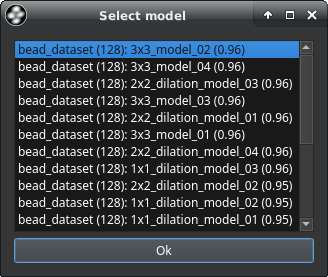 Select model
bead_dataset (128): 3x3_model_02 (0.96)
bead_dataset (128): 3x3_model_04 (0.96)
bead_dataset (128): 2x2_dilation_model_03 (0.96)
bead_dataset (128): 3x3_model_03 (0.96)
bead_dataset (128): 2x2_dilation_model_01 (0.96)
bead_dataset (128): 3x3_model_01 (0.96)
bead_dataset (128): 2x2_dilation_model_04 (0.96)
bead_dataset (128): 1x1_dilation_model_03 (0.96)
bead_dataset (128): 2x2_dilation_model_02 (0.95)
bead_dataset (128): 1x1_dilation_model_02 (0.95)
bead_dataset (128): 1x1_dilation_model_01 (0.95)
Ok